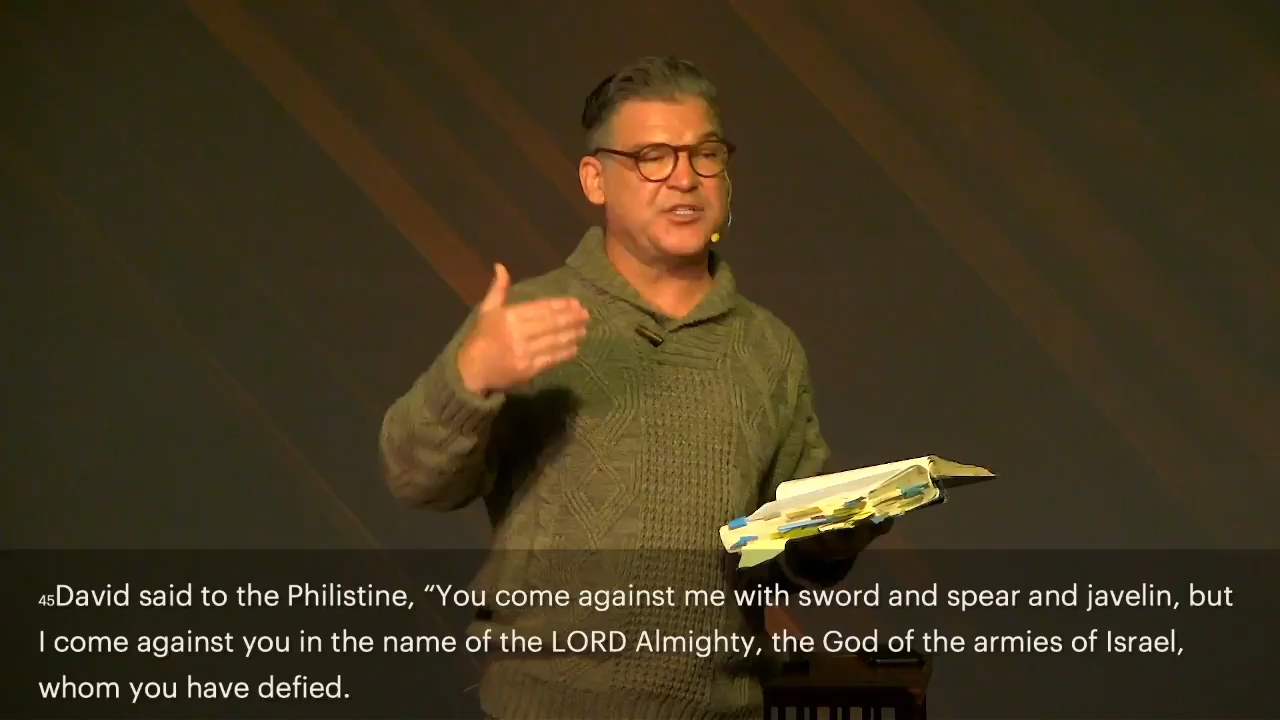 45David said to the Philistine, “You come against me with sword and spear and javelin, but
I come against you in the name of the LORD Almighty, the God of the armies of Israel,
whom you have defied.